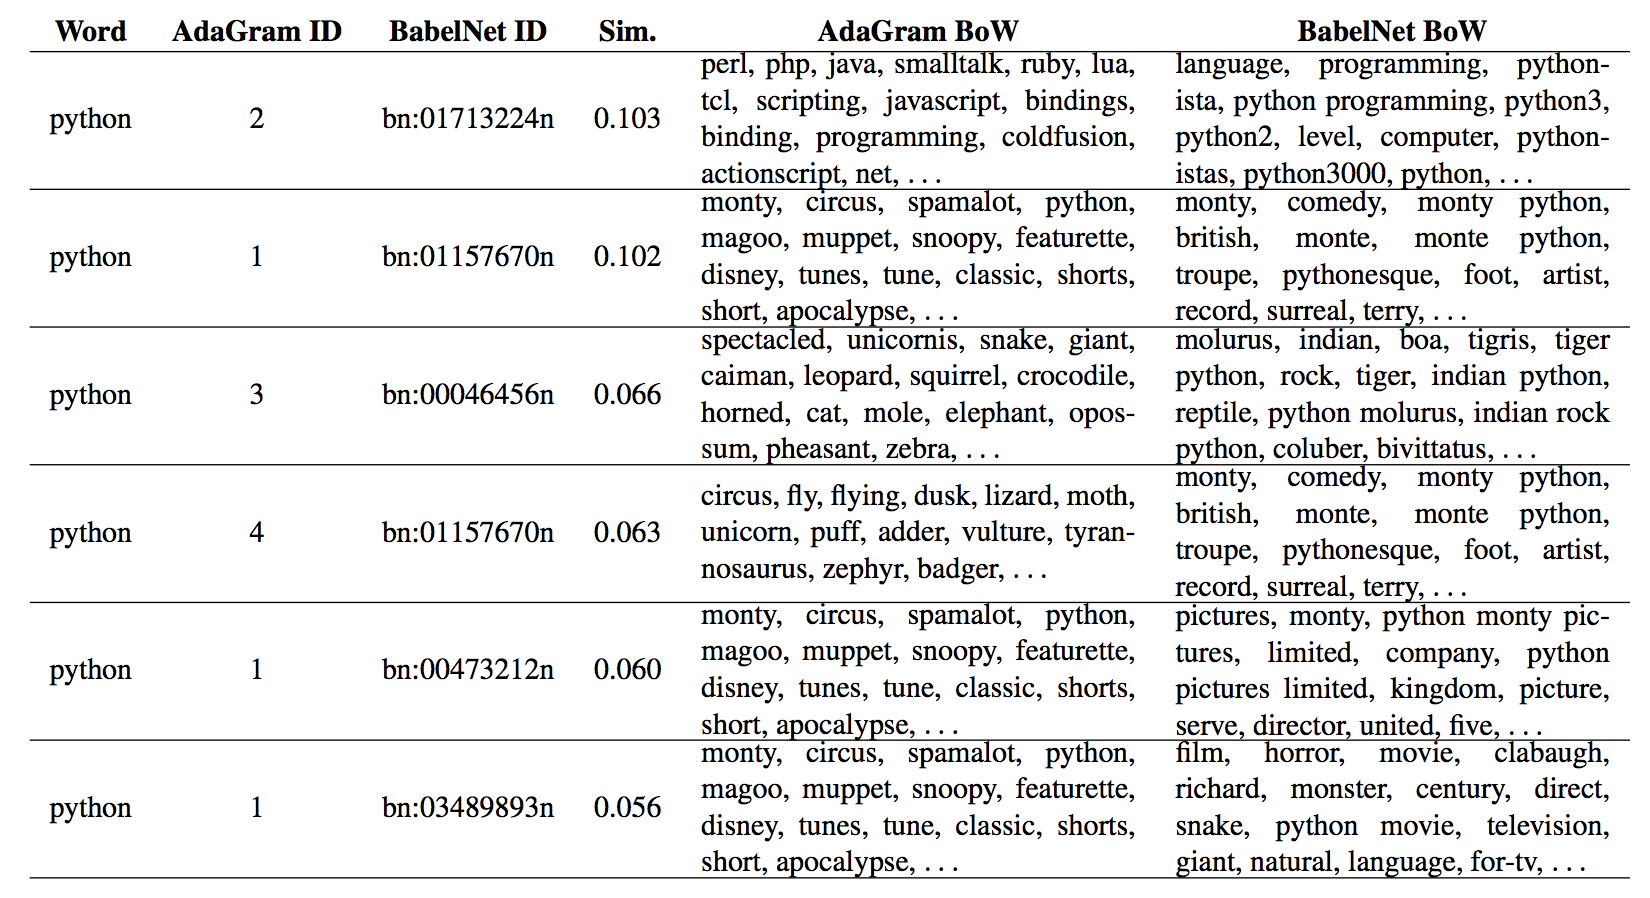 Word AdaGram ID BabelNet ID Sim. AdaGram BoW BabelNet BoW
python 2 bn:01713224n 0.103
perl, php, java, smalltalk, ruby, lua,
tcl, scripting, javascript, bindings,
binding, programming, coldfusion,
actionscript, net, . . .
language, programming, python-
ista, python programming, python3,
python2, level, computer, python-
istas, python3000, python, . . .
python 1 bn:01157670n 0.102
monty, circus, spamalot, python,
magoo, muppet, snoopy, featurette,
disney, tunes, tune, classic, shorts,
short, apocalypse, . . .
monty, comedy, monty python,
british, monte, monte python,
troupe, pythonesque, foot, artist,
record, surreal, terry, . . .
python 3 bn:00046456n 0.066
spectacled, unicornis, snake, giant,
caiman, leopard, squirrel, crocodile,
horned, cat, mole, elephant, opos-
sum, pheasant, zebra, . . .
molurus, indian, boa, tigris, tiger
python, rock, tiger, indian python,
reptile, python molurus, indian rock
python, coluber, bivittatus, . . .
python 4 bn:01157670n 0.063
circus, fly, flying, dusk, lizard, moth,
unicorn, puff, adder, vulture, tyran-
nosaurus, zephyr, badger, . . .
monty, comedy, monty python,
british, monte, monte python,
troupe, pythonesque, foot, artist,
record, surreal, terry, . . .
python 1 bn:00473212n 0.060
monty, circus, spamalot, python,
magoo, muppet, snoopy, featurette,
disney, tunes, tune, classic, shorts,
short, apocalypse, . . .
pictures, monty, python monty pic-
tures, limited, company, python
pictures limited, kingdom, picture,
serve, director, united, five, . . .
python 1 bn:03489893n 0.056
monty, circus, spamalot, python,
magoo, muppet, snoopy, featurette,
disney, tunes, tune, classic, shorts,
short, apocalypse, . . .
film, horror, movie, clabaugh,
richard, monster, century, direct,
snake, python movie, television,
giant, natural, language, for-tv, . . .